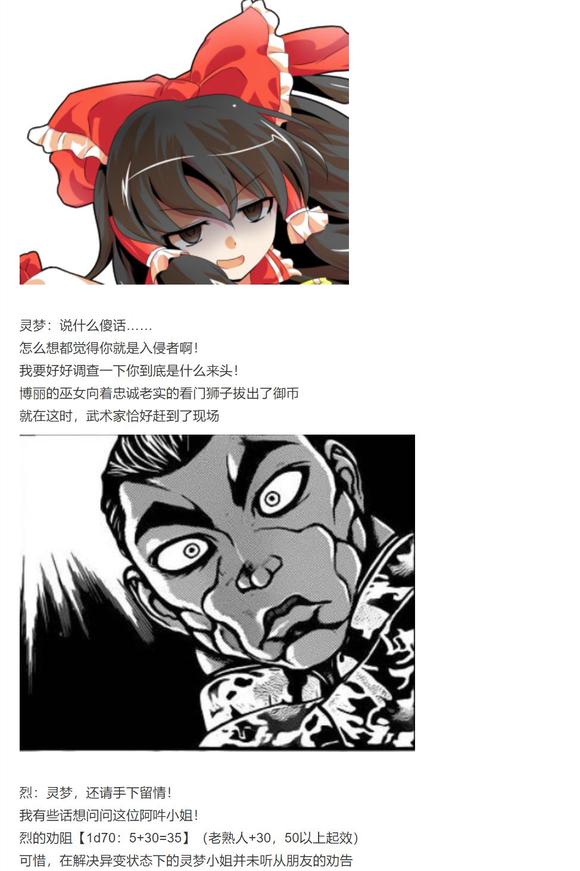 灵梦：说什么傻话……
怎么想都觉得你就是入侵者啊！
我要好好调查一下你到底是什么来头！
博丽的巫女向着忠诚老实的看门狮子拔出了御币
就在这时，武术家恰好赶到了现场
烈：灵梦，还请手下留情！
我有些话想问问这位阿吽小姐！
烈的劝阻【1d70：5+30=35】（老熟人+30，50以上起效）
可惜，在解决异变状态下的灵梦小姐并未听从朋友的劝告